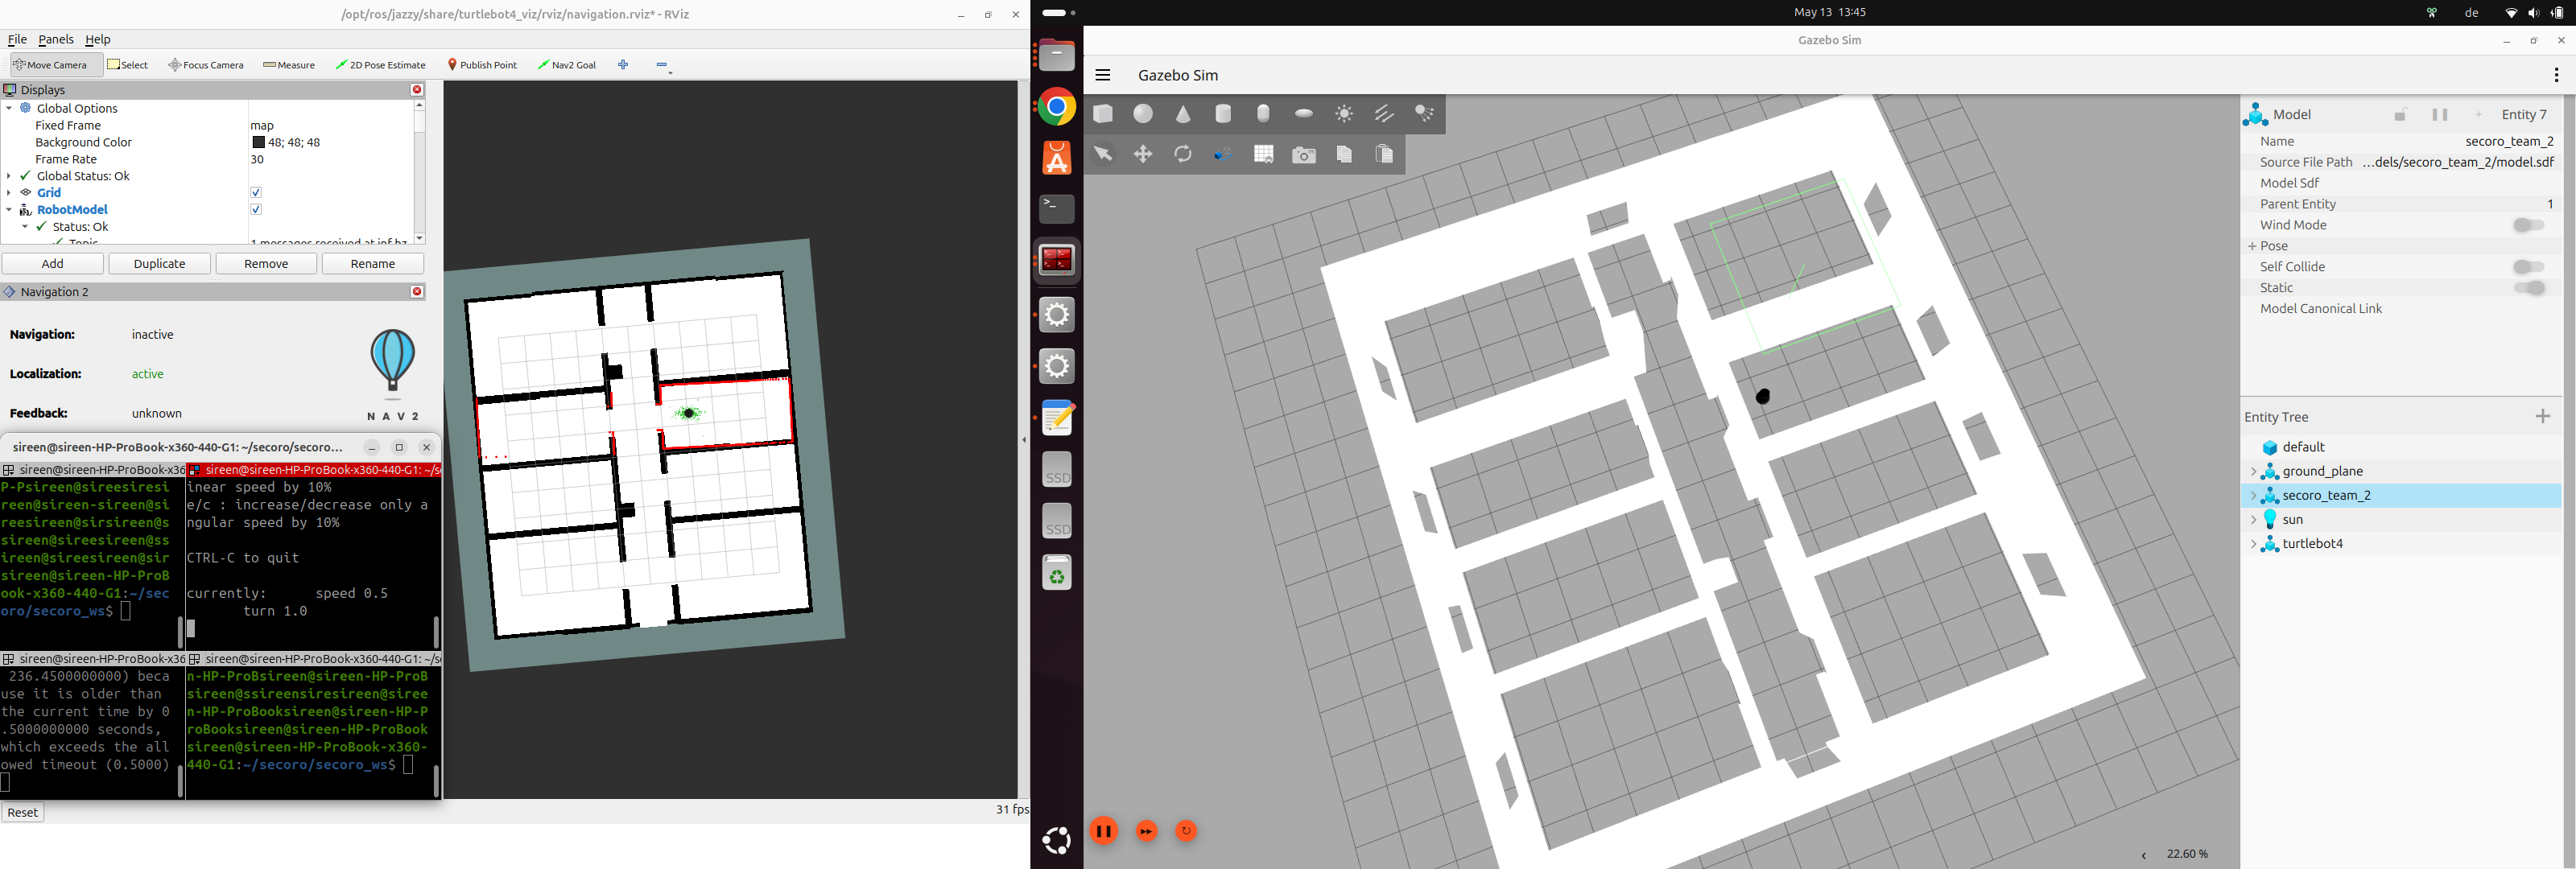 /opt/ros/jazzy/share/turtlebot4_viz/rviz/navigation.rviz* - RViz
File Panels Help
Move Camera Select Focus Camera Measure 2D Pose Estimate Publish Point Nav2 Goal
Displays
Global Options
Fixed Frame map
Background Color 48; 48; 48
Frame Rate 30
Global Status: Ok
Grid
RobotModel
Status: Ok
Topic 1 messages received at inf hz
Add Duplicate Remove Rename
Navigation 2
Navigation: inactive
Localization: active
Feedback: unknown
NAV2
sireen@sireen-HP-ProBook-x360-440-G1: ~/secoro/secoro...
sireen@sireen-HP-ProBook-x36
P-Psireen@sireesiresi
reen@sireen-sireen@si
reesireen@sirsireen@s
sireen@sireesireen@ss
ireen@siresireen@sir
sireen@sireen-HP-ProB
ook-x360-440-G1:~/sec
oro/secoro_ws$
sireen@sireen-HP-ProBook-x360-440-G1: ~/s
inear speed by 10%
e/c : increase/decrease only a
ngular speed by 10%
CTRL-C to quit
currently: speed 0.5
turn 1.0
sireen@sireen-HP-ProBook-x36
236.4500000000) beca
use it is older than
the current time by 0
.5000000000 seconds,
which exceeds the all
owed timeout (0.5000)
sireen@sireen-HP-ProBook-x360-440-G1: ~/s
n-HP-ProBsireen@sireen-HP-ProB
sireen@ssireensiresireen@siree
n-HP-ProBooksireen@sireen-HP-P
roBooksireen@sireen-HP-ProBook
sireen@sireen-HP-ProBook-x360-
440-G1:~/secoro/secoro_ws$
Reset
31 fps
SSD
SSD
May 13 13:45
de
Gazebo Sim
Gazebo Sim
22.60 %
Model Entity 7
Name secoro_team_2
Source File Path ...dels/secoro_team_2/model.sdf
Model Sdf
Parent Entity 1
Wind Mode
Pose
Self Collide
Static
Model Canonical Link
Entity Tree
default
ground_plane
secoro_team_2
sun
turtlebot4